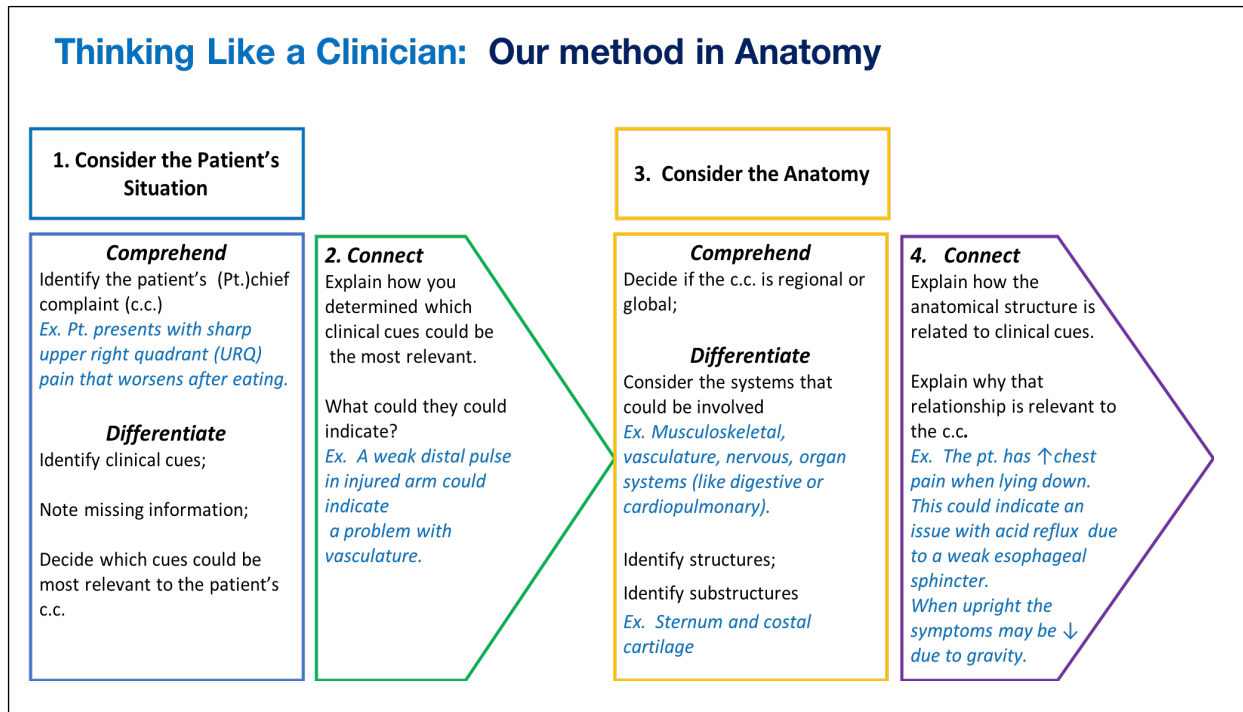 Thinking Like a Clinician: Our method in Anatomy
1. Consider the Patient's
Situation
Comprehend
Identify the patient's (Pt.)chief
complaint (c.c.)
Ex. Pt. presents with sharp
upper right quadrant (URQ)
pain that worsens after eating.
Differentiate
Identify clinical cues;
Note missing information;
Decide which cues could be
most relevant to the patient's
c.c.
2. Connect
Explain how you
determined which
clinical cues could be
the most relevant.
What could they could
indicate?
Ex. A weak distal pulse
in injured arm could
indicate
a problem with
vasculature.
3. Consider the Anatomy
Comprehend
Decide if the c.c. is regional or
global;
Differentiate
Consider the systems that
could be involved
Ex. Musculoskeletal,
vasculature, nervous, organ
systems (like digestive or
cardiopulmonary).
Identify structures;
Identify substructures
Ex. Sternum and costal
cartilage
4. Connect
Explain how the
anatomical structure is
related to clinical cues.
Explain why that
relationship is relevant to
the c.c.
Ex. The pt. has ↑chest
pain when lying down.
This could indicate an
issue with acid reflux due
to a weak esophageal
sphincter.
When upright the
symptoms may be ↓
due to gravity.